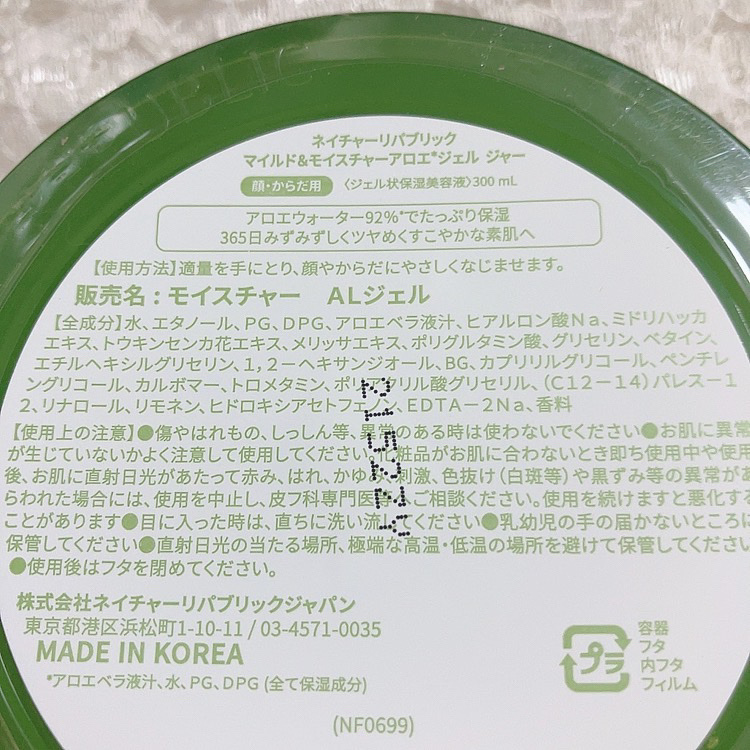 ネイチャーリパブリック
マイルド&モイスチャーアロエ*ジェル ジャー
顔・からだ用 〈ジェル状保湿美容液〉300 mL
アロエウォーター92%*でたっぷり保湿
365日みずみずしくツヤめくすこやかな素肌へ
【使用方法】適量を手にとり、顔やからだにやさしくなじませます。
販売名:モイスチャー ALジェル
【全成分】水、エタノール、PG、DPG、アロエベラ液汁、ヒアルロン酸Na、ミドリハッカ
エキス、トウキンセンカ花エキス、メリッサエキス、ポリグルタミン酸、グリセリン、ベタイン、
エチルヘキシルグリセリン、1,2-ヘキサンジオール、BG、カプリリルグリコール、ペンチレ
ングリコール、カルボマー、トロメタミン、ポリアクリル酸グリセリル、(C12-14)パレス-1
2、リナロール、リモネン、ヒドロキシアセトフェノン、EDTA-2Na、香料
【使用上の注意】●傷やはれもの、しっしん等、異常のある時は使わないでください●お肌に異常
が生じていないかよく注意して使用してください。化粧品がお肌に合わないとき即ち使用中や使用
後、お肌に直射日光があたって赤み、はれ、かゆみ、刺激、色抜け(白斑等)や黒ずみ等の異常が
らわれた場合には、使用を中止し、皮フ科専門医 ご相談ください。使用を続けますと悪化す
ことがあります●目に入った時は、直ちに洗い流 てください●乳幼児の手の届かないところに
保管してください●直射日光の当たる場所、極端な高温・低温の場所を避けて保管してくださ
●使用後はフタを閉めてください。
株式会社ネイチャーリパブリックジャパン
東京都港区浜松町1-10-11 / 03-4571-0035
MADE IN KOREA
*アロエベラ液汁、水、PG、DPG (全て保湿成分)
プラ
容器
フタ
内フタ
フィルム
(NF0699)